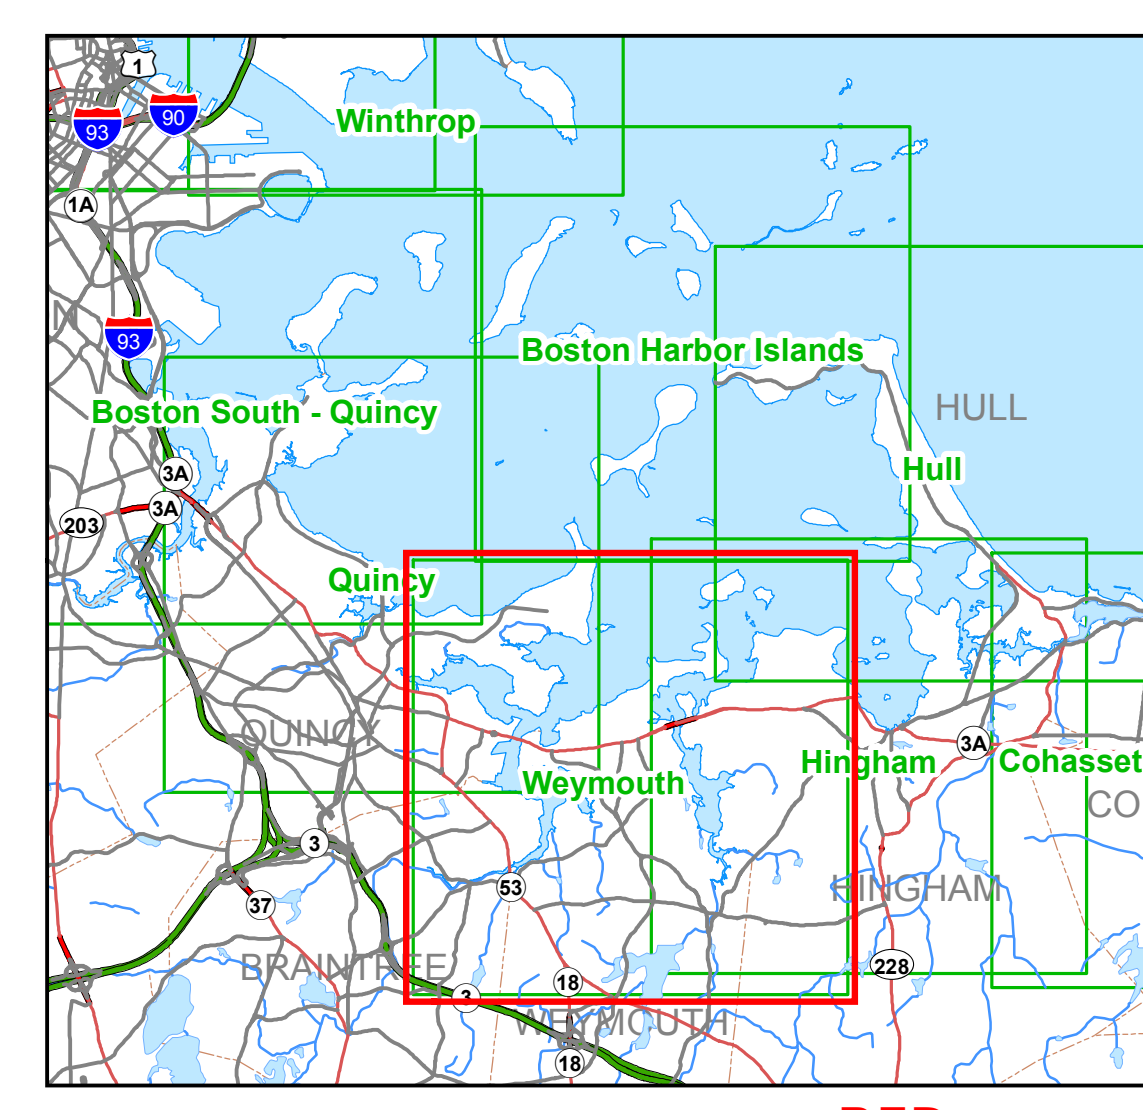 1
90
93
Winthrop
1A
N
93
Boston Harbor Islands
HULL
Boston South - Quincy
Hull
3A
3A
203
Quincy
QUINCY
3A
Hingham
Cohasset
Weymouth
CO
3
53
HINGHAM
37
BRAINTREE
228
18
3
WEYMOUTH
18